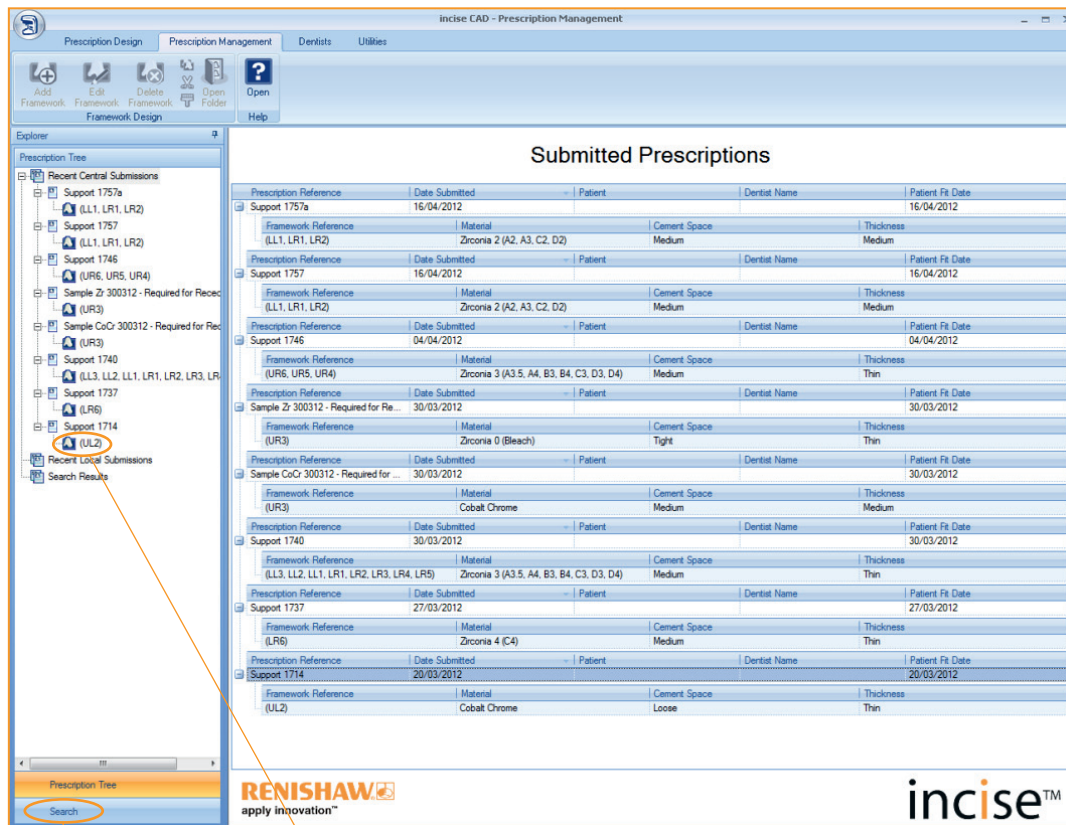 incise CAD - Prescription Management
Prescription Design Prescription Management Dentists Utilities
Add Framework Edit Framework Delete Framework Open Folder Open
Framework Design Help
Explorer
Prescription Tree
Recent Central Submissions
Support 1757a
(LL1, LR1, LR2)
Support 1757
(LL1, LR1, LR2)
Support 1746
(UR6, UR5, UR4)
Sample Zr 300312 - Required for Recec
(UR3)
Sample CoCr 300312 - Required for Rec
(UR3)
Support 1740
(LL3, LL2, LL1, LR1, LR2, LR3, LR
Support 1737
(LR6)
Support 1714
(UL2)
Recent Local Submissions
Search Results
Prescription Tree
Search
Submitted Prescriptions
Prescription Reference Date Submitted Patient Dentist Name Patient Fit Date
Support 1757a 16/04/2012 16/04/2012
Framework Reference Material Cement Space Thickness
(LL1, LR1, LR2) Zirconia 2 (A2, A3, C2, D2) Medium Medium
Prescription Reference Date Submitted Patient Dentist Name Patient Fit Date
Support 1757 16/04/2012 16/04/2012
Framework Reference Material Cement Space Thickness
(LL1, LR1, LR2) Zirconia 2 (A2, A3, C2, D2) Medium Medium
Prescription Reference Date Submitted Patient Dentist Name Patient Fit Date
Support 1746 04/04/2012 04/04/2012
Framework Reference Material Cement Space Thickness
(UR6, UR5, UR4) Zirconia 3 (A3.5, A4, B3, B4, C3, D3, D4) Medium Thin
Prescription Reference Date Submitted Patient Dentist Name Patient Fit Date
Sample Zr 300312 - Required for Re... 30/03/2012 30/03/2012
Framework Reference Material Cement Space Thickness
(UR3) Zirconia 0 (Bleach) Tight Thin
Prescription Reference Date Submitted Patient Dentist Name Patient Fit Date
Sample CoCr 300312 - Required for ... 30/03/2012 30/03/2012
Framework Reference Material Cement Space Thickness
(UR3) Cobalt Chrome Medium Medium
Prescription Reference Date Submitted Patient Dentist Name Patient Fit Date
Support 1740 30/03/2012 30/03/2012
Framework Reference Material Cement Space Thickness
(LL3, LL2, LL1, LR1, LR2, LR3, LR4, LR5) Zirconia 3 (A3.5, A4, B3, B4, C3, D3, D4) Medium Thin
Prescription Reference Date Submitted Patient Dentist Name Patient Fit Date
Support 1737 27/03/2012 27/03/2012
Framework Reference Material Cement Space Thickness
(LR6) Zirconia 4 (C4) Medium Thin
Prescription Reference Date Submitted Patient Dentist Name Patient Fit Date
Support 1714 20/03/2012 20/03/2012
Framework Reference Material Cement Space Thickness
(UL2) Cobalt Chrome Loose Thin
RENISHAW
apply innovation™
incise™